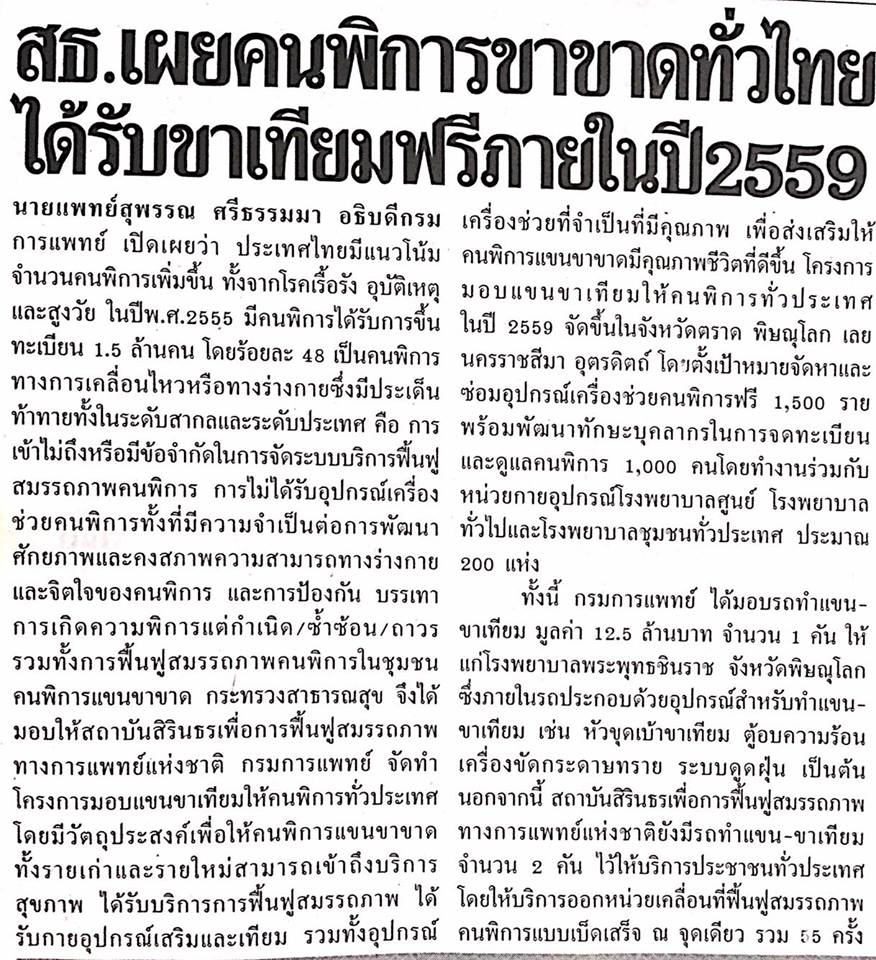 สธ.เผยคนพิการขาขาดทั่วไทย
ได้รับขาเทียมฟรีภายในปี2559
นายแพทย์สุพรรณ ศรีธรรมมา อธิบดีกรม
การแพทย์ เปิดเผยว่า ประเทศไทยมีแนวโน้ม
จำนวนคนพิการเพิ่มขึ้น ทั้งจากโรคเรื้อรัง อุบัติเหตุ
และสูงวัย ในปีพ.ศ.2555 มีคนพิการได้รับการขึ้น
ทะเบียน 1.5 ล้านคน โดยร้อยละ 48 เป็นคนพิการ
ทางการเคลื่อนไหวหรือทางร่างกายซึ่งมีประเด็น
ท้าทายทั้งในระดับสากลและระดับประเทศ คือ การ
เข้าไม่ถึงหรือมีข้อจำกัดในการจัดระบบบริการฟื้นฟู
สมรรถภาพคนพิการ การไม่ได้รับอุปกรณ์เครื่อง
ช่วยคนพิการทั้งที่มีความจำเป็นต่อการพัฒนา
ศักยภาพและคงสภาพความสามารถทางร่างกาย
และจิตใจของคนพิการ และการป้องกัน บรรเทา
การเกิดความพิการแต่กำเนิด/ซ้ำซ้อน/ถาวร
รวมทั้งการฟื้นฟูสมรรถภาพคนพิการในชุมชน
คนพิการแขนขาขาด กระทรวงสาธารณสุข จึงได้
มอบให้สถาบันสิรินธรเพื่อการฟื้นฟูสมรรถภาพ
ทางการแพทย์แห่งชาติ กรมการแพทย์ จัดทำ
โครงการมอบแขนขาเทียมให้คนพิการทั่วประเทศ
โดยมีวัตถุประสงค์เพื่อให้คนพิการแขนขาขาด
ทั้งรายเก่าและรายใหม่สามารถเข้าถึงบริการ
สุขภาพ ได้รับบริการการฟื้นฟูสมรรถภาพ ได้
รับกายอุปกรณ์เสริมและเทียม รวมทั้งอุปกรณ์
เครื่องช่วยที่จำเป็นที่มีคุณภาพ เพื่อส่งเสริมให้
คนพิการแขนขาขาดมีคุณภาพชีวิตที่ดีขึ้น โครงการ
มอบแขนขาเทียมให้คนพิการทั่วประเทศ
ในปี 2559 จัดขึ้นในจังหวัดตราด พิษณุโลก เลย
นครราชสีมา อุตรดิตถ์ โดยตั้งเป้าหมายจัดหาและ
ซ่อมอุปกรณ์เครื่องช่วยคนพิการฟรี 1,500 ราย
พร้อมพัฒนาทักษะบุคลากรในการจดทะเบียน
และดูแลคนพิการ 1,000 คนโดยทำงานร่วมกับ
หน่วยกายอุปกรณ์โรงพยาบาลศูนย์ โรงพยาบาล
ทั่วไปและโรงพยาบาลชุมชนทั่วประเทศ ประมาณ
200 แห่ง
ทั้งนี้ กรมการแพทย์ ได้มอบรถทำแขน-
ขาเทียม มูลค่า 12.5 ล้านบาท จำนวน 1 คัน ให้
แก่โรงพยาบาลพระพุทธชินราช จังหวัดพิษณุโลก
ซึ่งภายในรถประกอบด้วยอุปกรณ์สำหรับทำแขน-
ขาเทียม เช่น หัวขุดเบ้าขาเทียม ตู้อบความร้อน
เครื่องขัดกระดาษทราย ระบบดูดฝุ่น เป็นต้น
นอกจากนี้ สถาบันสิรินธรเพื่อการฟื้นฟูสมรรถภาพ
ทางการแพทย์แห่งชาติยังมีรถทำแขน-ขาเทียม
จำนวน 2 คัน ไว้ให้บริการประชาชนทั่วประเทศ
โดยให้บริการออกหน่วยเคลื่อนที่ฟื้นฟูสมรรถภาพ
คนพิการแบบเบ็ดเสร็จ ณ จุดเดียว รวม 55 ครั้ง